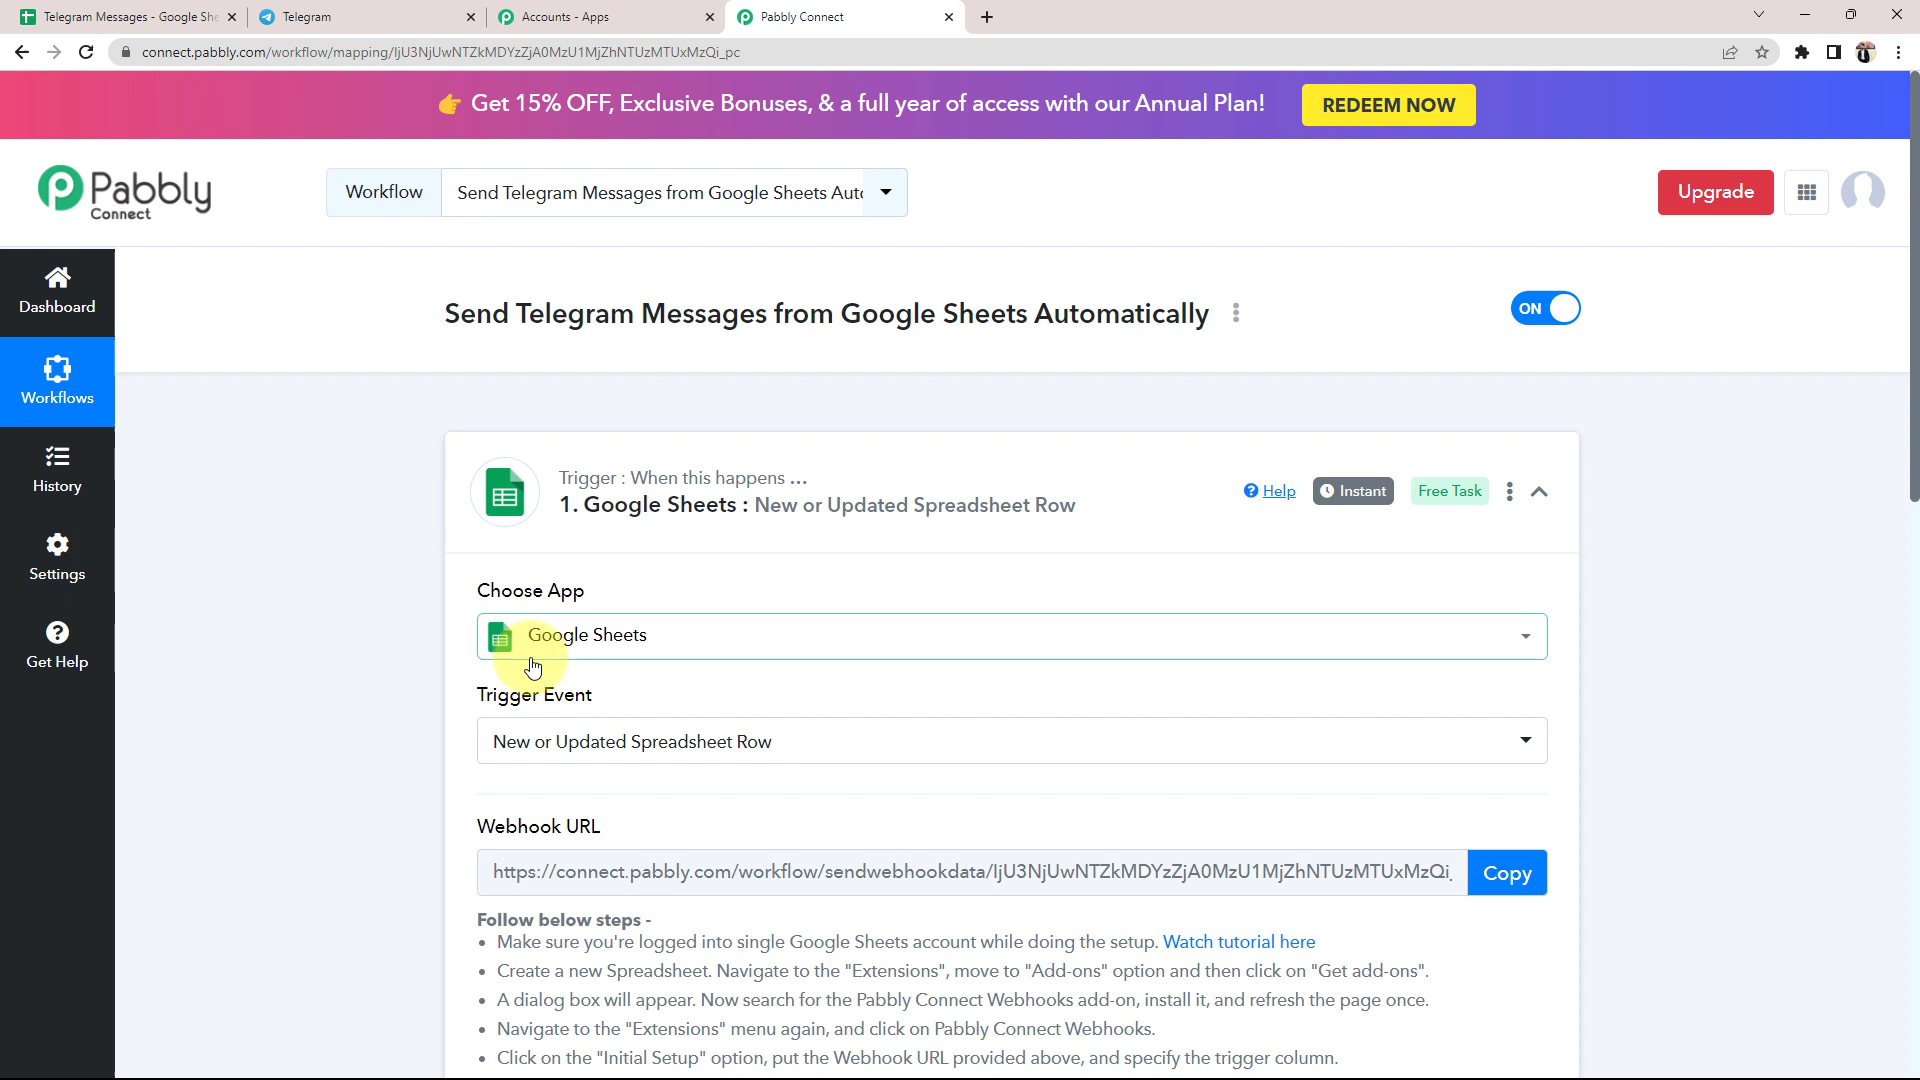 Telegram Messages - Google She
Telegram
Accounts - Apps
Pabbly Connect
connect.pabbly.com/workflow/mapping/IjU3NjUwNTZkMDYzZjA0MzU1MjZhNTUzMTUxMzQi_pc
👉 Get 15% OFF, Exclusive Bonuses, & a full year of access with our Annual Plan!
REDEEM NOW
Pabbly
Connect
Workflow
Send Telegram Messages from Google Sheets Aut
Upgrade
Dashboard
Workflows
History
Settings
Get Help
Send Telegram Messages from Google Sheets Automatically
ON
Trigger : When this happens ...
1. Google Sheets : New or Updated Spreadsheet Row
Help
Instant
Free Task
Choose App
Google Sheets
Trigger Event
New or Updated Spreadsheet Row
Webhook URL
https://connect.pabbly.com/workflow/sendwebhookdata/IjU3NjUwNTZkMDYzZjA0MzU1MjZhNTUzMTUxMzQi_
Copy
Follow below steps -
• Make sure you're logged into single Google Sheets account while doing the setup. Watch tutorial here
• Create a new Spreadsheet. Navigate to the "Extensions", move to "Add-ons" option and then click on "Get add-ons".
• A dialog box will appear. Now search for the Pabbly Connect Webhooks add-on, install it, and refresh the page once.
• Navigate to the "Extensions" menu again, and click on Pabbly Connect Webhooks.
• Click on the "Initial Setup" option, put the Webhook URL provided above, and specify the trigger column.